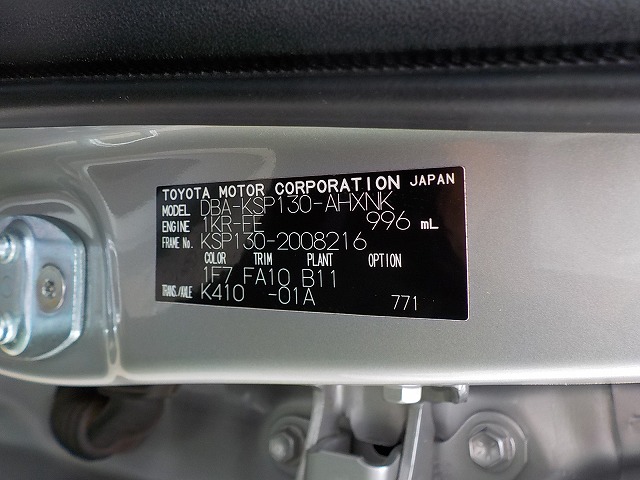 TOYOTA MOTOR CORPORATION JAPAN
MODEL DBA-KSP130-AHXNK
ENGINE 1KR-FE 996 mL
FRAME No. KSP130-2008216
COLOR TRIM PLANT OPTION
1F7 FA10 B11
TRANS./AXLE K410 -01A 771